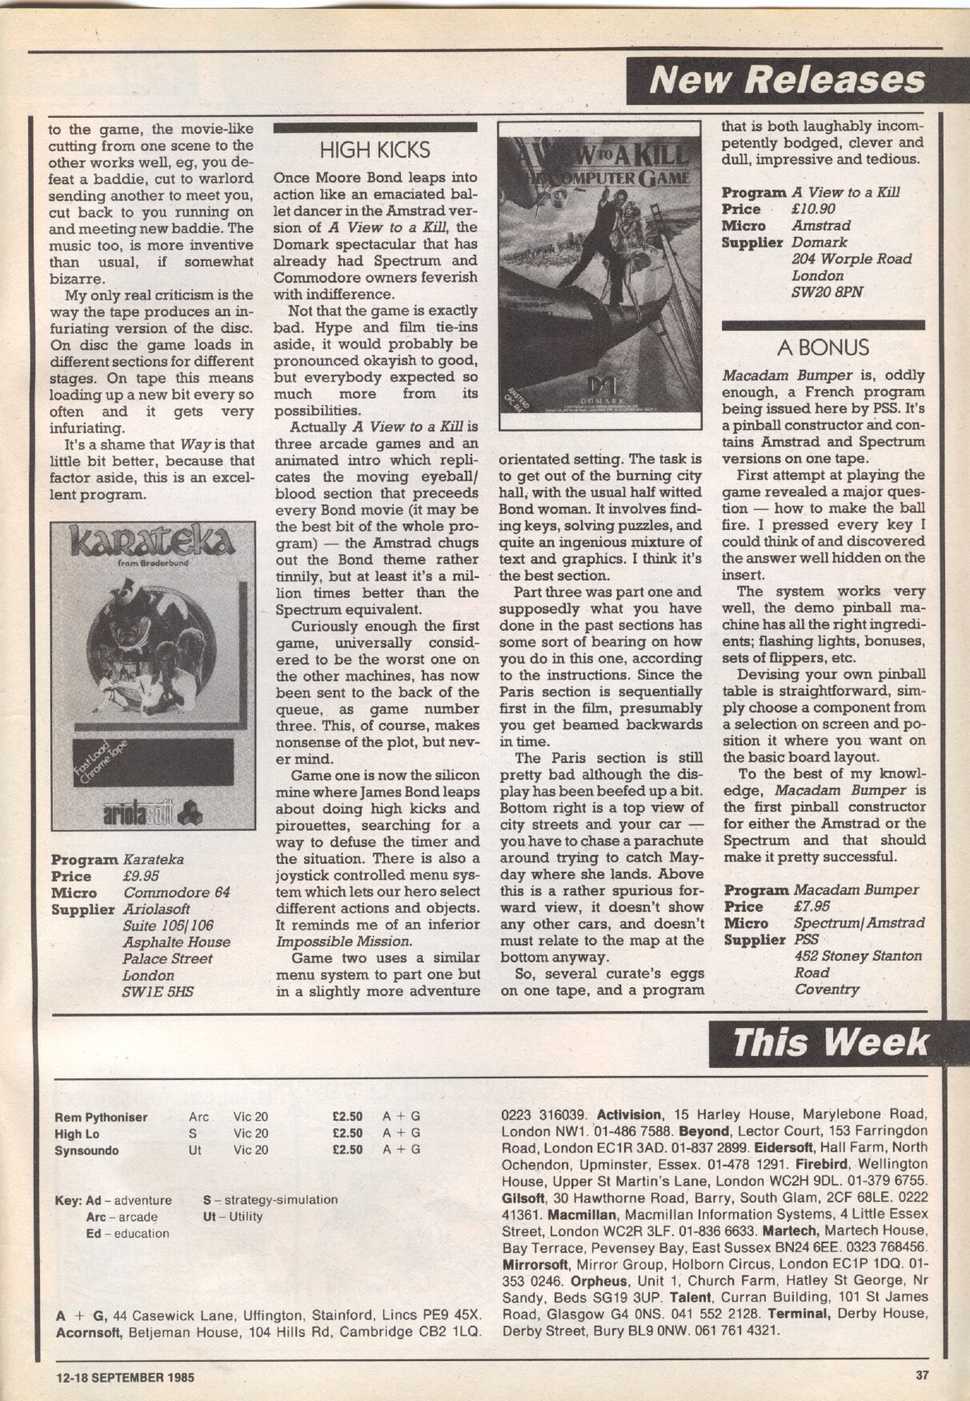 New Releases
to the game, the movie-like
cutting from one scene to the
other works well, eg, you de-
feat a baddie, cut to warlord
sending another to meet you,
cut back to you running on
and meeting new baddie. The
music too, is more inventive
than usual, if somewhat
bizarre.
My only real criticism is the
way the tape produces an in-
furiating version of the disc.
On disc the game loads in
different sections for different
stages. On tape this means
loading up a new bit every so
often and it gets very
infuriating.
It's a shame that Way is that
little bit better, because that
factor aside, this is an excel-
lent program.
KARATEKA
from Broderbund
Fast Load
Chrome Tape
ariolasoft
Program Karateka
Price £9.95
Micro Commodore 64
Supplier Ariolasoft
Suite 105/106
Asphalte House
Palace Street
London
SW1E 5HS
HIGH KICKS
Once Moore Bond leaps into
action like an emaciated bal-
let dancer in the Amstrad ver-
sion of A View to a Kill, the
Domark spectacular that has
already had Spectrum and
Commodore owners feverish
with indifference.
Not that the game is exactly
bad. Hype and film tie-ins
aside, it would probably be
pronounced okayish to good,
but everybody expected so
much more from its
possibilities.
Actually A View to a Kill is
three arcade games and an
animated intro which repli-
cates the moving eyeball/
blood section that preceeds
every Bond movie (it may be
the best bit of the whole pro-
gram) — the Amstrad chugs
out the Bond theme rather
tinnily, but at least it's a mil-
lion times better than the
Spectrum equivalent.
Curiously enough the first
game, universally consid-
ered to be the worst one on
the other machines, has now
been sent to the back of the
queue, as game number
three. This, of course, makes
nonsense of the plot, but nev-
er mind.
Game one is now the silicon
mine where James Bond leaps
about doing high kicks and
pirouettes, searching for a
way to defuse the timer and
the situation. There is also a
joystick controlled menu sys-
tem which lets our hero select
different actions and objects.
It reminds me of an inferior
Impossible Mission.
Game two uses a similar
menu system to part one but
in a slightly more adventure
A VIEW TO A KILL
THE COMPUTER GAME
DOMARK
orientated setting. The task is
to get out of the burning city
hall, with the usual half witted
Bond woman. It involves find-
ing keys, solving puzzles, and
quite an ingenious mixture of
text and graphics. I think it's
the best section.
Part three was part one and
supposedly what you have
done in the past sections has
some sort of bearing on how
you do in this one, according
to the instructions. Since the
Paris section is sequentially
first in the film, presumably
you get beamed backwards
in time.
The Paris section is still
pretty bad although the dis-
play has been beefed up a bit.
Bottom right is a top view of
city streets and your car —
you have to chase a parachute
around trying to catch May-
day where she lands. Above
this is a rather spurious for-
ward view, it doesn't show
any other cars, and doesn't
must relate to the map at the
bottom anyway.
So, several curate's eggs
on one tape, and a program
that is both laughably incom-
petently bodged, clever and
dull, impressive and tedious.
Program A View to a Kill
Price £10.90
Micro Amstrad
Supplier Domark
204 Worple Road
London
SW20 8PN
A BONUS
Macadam Bumper is, oddly
enough, a French program
being issued here by PSS. It's
a pinball constructor and con-
tains Amstrad and Spectrum
versions on one tape.
First attempt at playing the
game revealed a major ques-
tion — how to make the ball
fire. I pressed every key I
could think of and discovered
the answer well hidden on the
insert.
The system works very
well, the demo pinball ma-
chine has all the right ingredi-
ents; flashing lights, bonuses,
sets of flippers, etc.
Devising your own pinball
table is straightforward, sim-
ply choose a component from
a selection on screen and po-
sition it where you want on
the basic board layout.
To the best of my knowl-
edge, Macadam Bumper is
the first pinball constructor
for either the Amstrad or the
Spectrum and that should
make it pretty successful.
Program Macadam Bumper
Price £7.95
Micro Spectrum/Amstrad
Supplier PSS
452 Stoney Stanton
Road
Coventry
This Week
Rem Pythoniser Arc Vic 20 £2.50 A + G
High Lo S Vic 20 £2.50 A + G
Synsoundo Ut Vic 20 £2.50 A + G
Key: Ad – adventure S – strategy-simulation
Arc – arcade Ut – Utility
Ed – education
A + G, 44 Casewick Lane, Uffington, Stainford, Lincs PE9 45X.
Acornsoft, Betjeman House, 104 Hills Rd, Cambridge CB2 1LQ.
0223 316039. Activision, 15 Harley House, Marylebone Road,
London NW1. 01-486 7588. Beyond, Lector Court, 153 Farringdon
Road, London EC1R 3AD. 01-837 2899. Eidersoft, Hall Farm, North
Ochendon, Upminster, Essex. 01-478 1291. Firebird, Wellington
House, Upper St Martin's Lane, London WC2H 9DL. 01-379 6755.
Gilsoft, 30 Hawthorne Road, Barry, South Glam, 2CF 68LE. 0222
41361. Macmillan, Macmillan Information Systems, 4 Little Essex
Street, London WC2R 3LF. 01-836 6633. Martech, Martech House,
Bay Terrace, Pevensey Bay, East Sussex BN24 6EE. 0323 768456.
Mirrorsoft, Mirror Group, Holborn Circus, London EC1P 1DQ. 01-
353 0246. Orpheus, Unit 1, Church Farm, Hatley St George, Nr
Sandy, Beds SG19 3UP. Talent, Curran Building, 101 St James
Road, Glasgow G4 0NS. 041 552 2128. Terminal, Derby House,
Derby Street, Bury BL9 0NW. 061 761 4321.
12-18 SEPTEMBER 1985
37